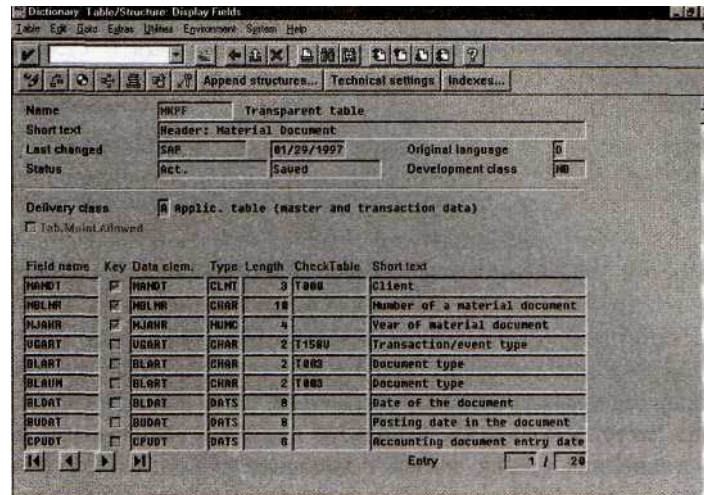 Dictionary: Table/Structure: Display Fields
Table Edit Goto Extras Utilities Environment System Help
Append structures... Technical settings Indexes...
Name MKPF Transparent table
Short text Header: Material Document
Last changed SAP 01/29/1997 Original language D
Status Act. Saved Development class MB
Delivery class A Applic. table (master and transaction data)
Tab.Maint.Allowed
Field name Key Data elem. Type Length CheckTable Short text
MANDT MANDT CLNT 3 T000 Client
MBLNR MBLNR CHAR 10 Number of a material document
MJAHR MJAHR NUMC 4 Year of material document
VGART VGART CHAR 2 T158V Transaction/event type
BLART BLART CHAR 2 T003 Document type
BLAUM BLART CHAR 2 T003 Document type
BLDAT BLDAT DATS 8 Date of the document
BUDAT BUDAT DATS 8 Posting date in the document
CPUDT CPUDT DATS 8 Accounting document entry date
Entry 1 / 20